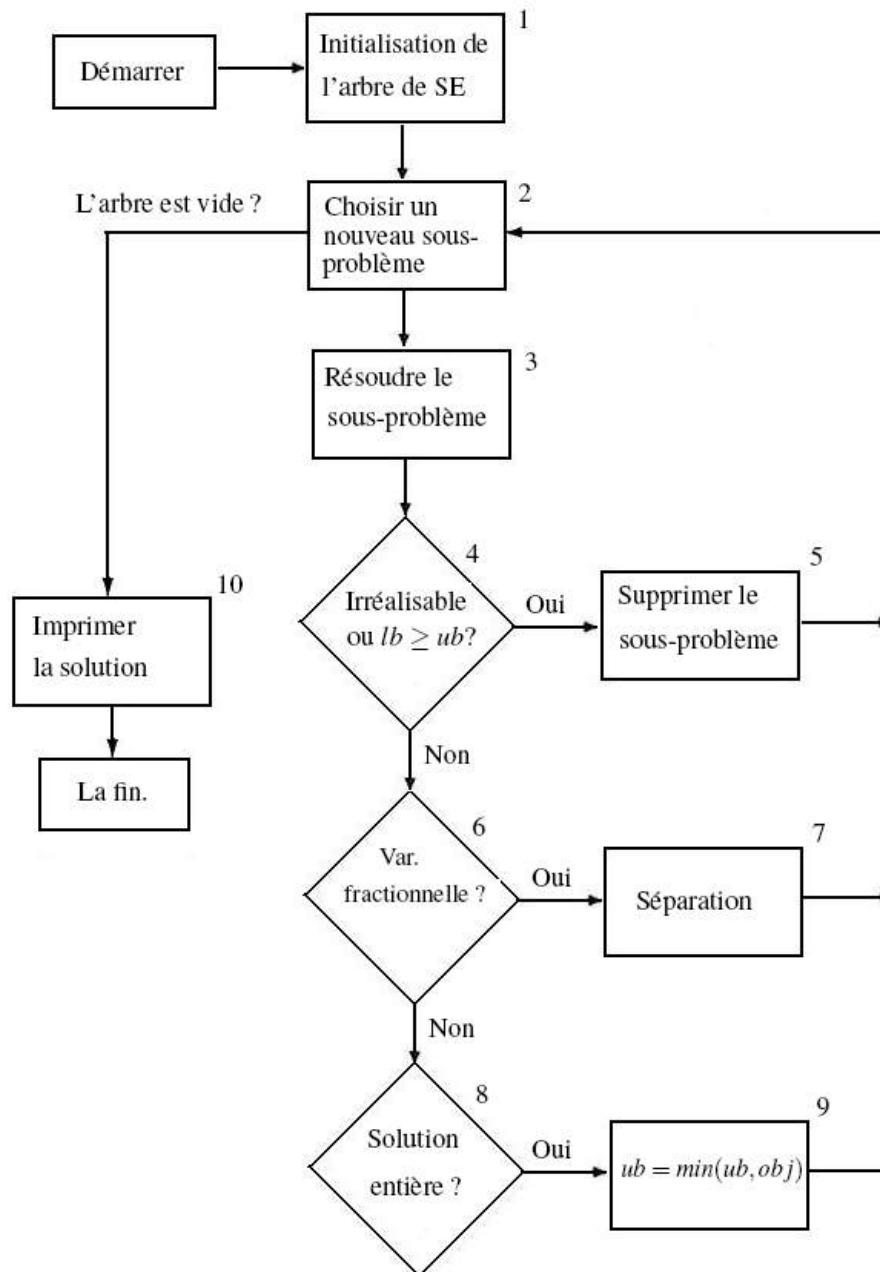 1
Démarrer
Initialisation de
l'arbre de SE
L'arbre est vide ?
2
Choisir un
nouveau sous-
problème
3
Résoudre le
sous-problème
4
Irréalisable
ou lb ≥ ub?
Oui
5
Supprimer le
sous-problème
10
Imprimer
la solution
Non
La fin.
6
Var.
fractionnelle ?
Oui
7
Séparation
Non
8
Solution
entière ?
Oui
9
ub = min(ub, obj)